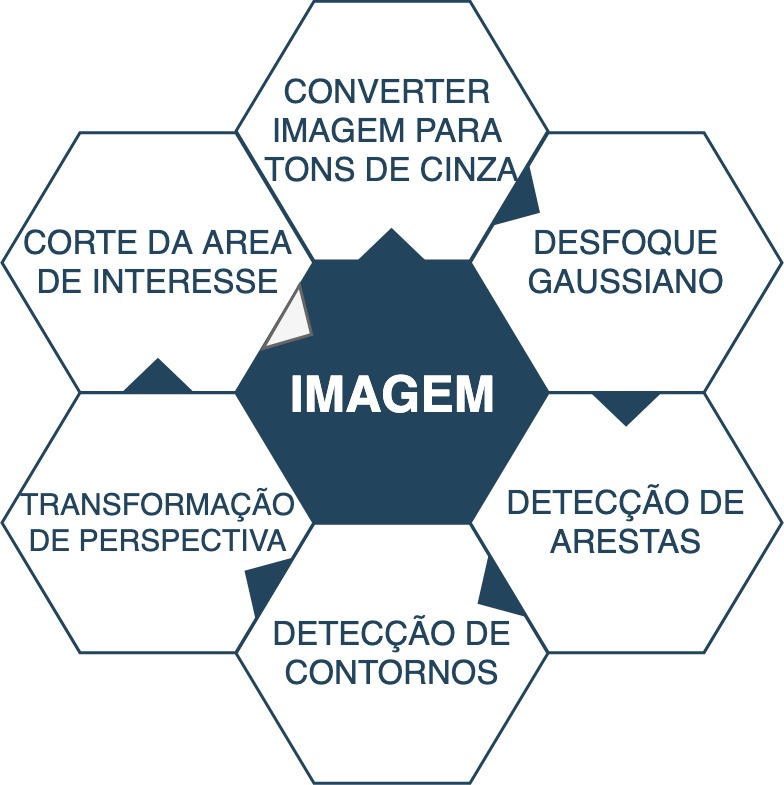 CONVERTER
IMAGEM PARA
TONS DE CINZA
DESFOQUE
GAUSSIANO
DETECÇÃO DE
ARESTAS
DETECÇÃO DE
CONTORNOS
TRANSFORMAÇÃO
DE PERSPECTIVA
CORTE DA AREA
DE INTERESSE
IMAGEM